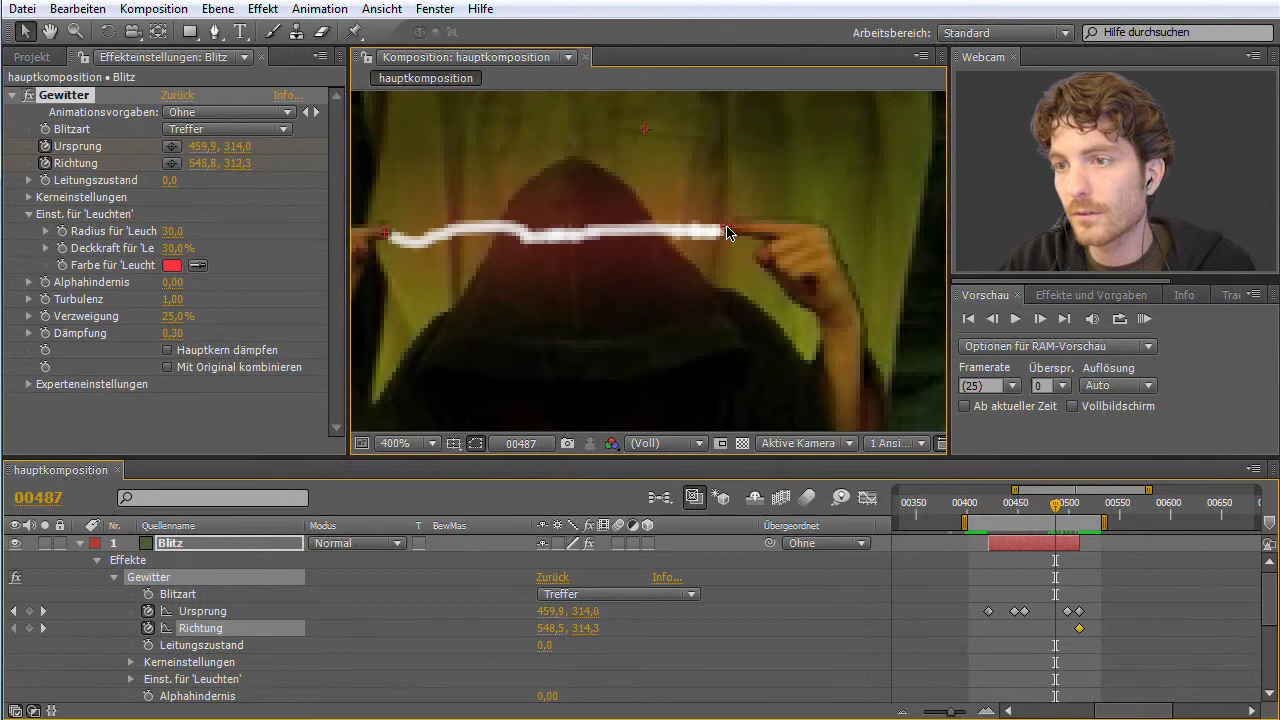 Datei Bearbeiten Komposition Ebene Effekt Animation Ansicht Fenster Hilfe
Arbeitsbereich: Standard Hilfe durchsuchen
Projekt Effekteinstellungen: Blitz Komposition: hauptkomposition Webcam
hauptkomposition • Blitz hauptkomposition
fx Gewitter Zurück Info...
Animationsvorgaben: Ohne
Blitzart Treffer
Ursprung 459,9, 314,0
Richtung 548,8, 312,3
Leitungszustand 0,0
Kerneinstellungen
Einst. für 'Leuchten'
Radius für 'Leuch 30,0
Deckkraft für 'Le 30,0%
Farbe für 'Leucht
Alphahindernis 0,00
Turbulenz 1,00
Verzweigung 25,0%
Dämpfung 0,30
Hauptkern dämpfen
Mit Original kombinieren
Experteneinstellungen
400% 00487 (Voll) Aktive Kamera 1 Ansi...
Vorschau Effekte und Vorgaben Info Tra
Optionen für RAM-Vorschau
Framerate Überspr. Auflösung
(25) 0 Auto
Ab aktueller Zeit Vollbildschirm
hauptkomposition
00487
00350 00400 00450 0500 00550 00600 00650
Nr. Quellenname Modus T BewMas Übergeordnet
1 Blitz Normal fx Ohne
Effekte
fx Gewitter Zurück Info...
Blitzart Treffer
Ursprung 459,9, 314,0
Richtung 548,5, 314,3
Leitungszustand 0,0
Kerneinstellungen
Einst. für 'Leuchten'
Alphahindernis 0,00